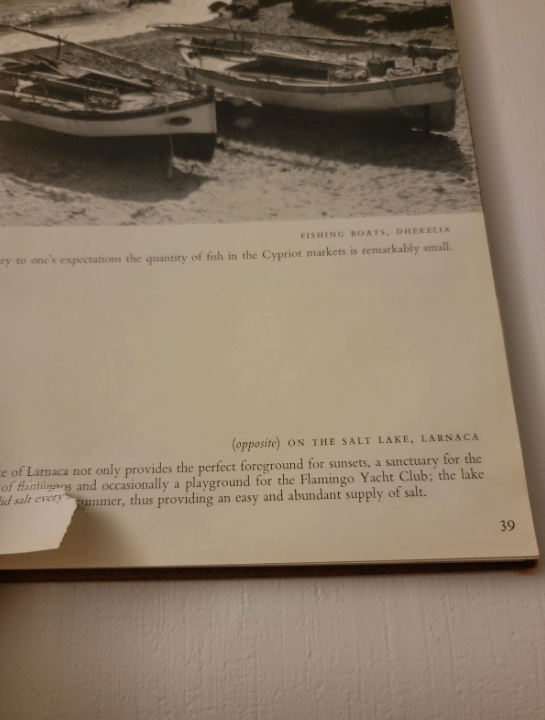 FISHING BOATS, DHEKELIA
ry to one's expectations the quantity of fish in the Cypriot markets is remarkably small.
(opposite) ON THE SALT LAKE, LARNACA
e of Larnaca not only provides the perfect foreground for sunsets, a sanctuary for the
of flamingos and occasionally a playground for the Flamingo Yacht Club; the lake
lid salt every summer, thus providing an easy and abundant supply of salt.
39